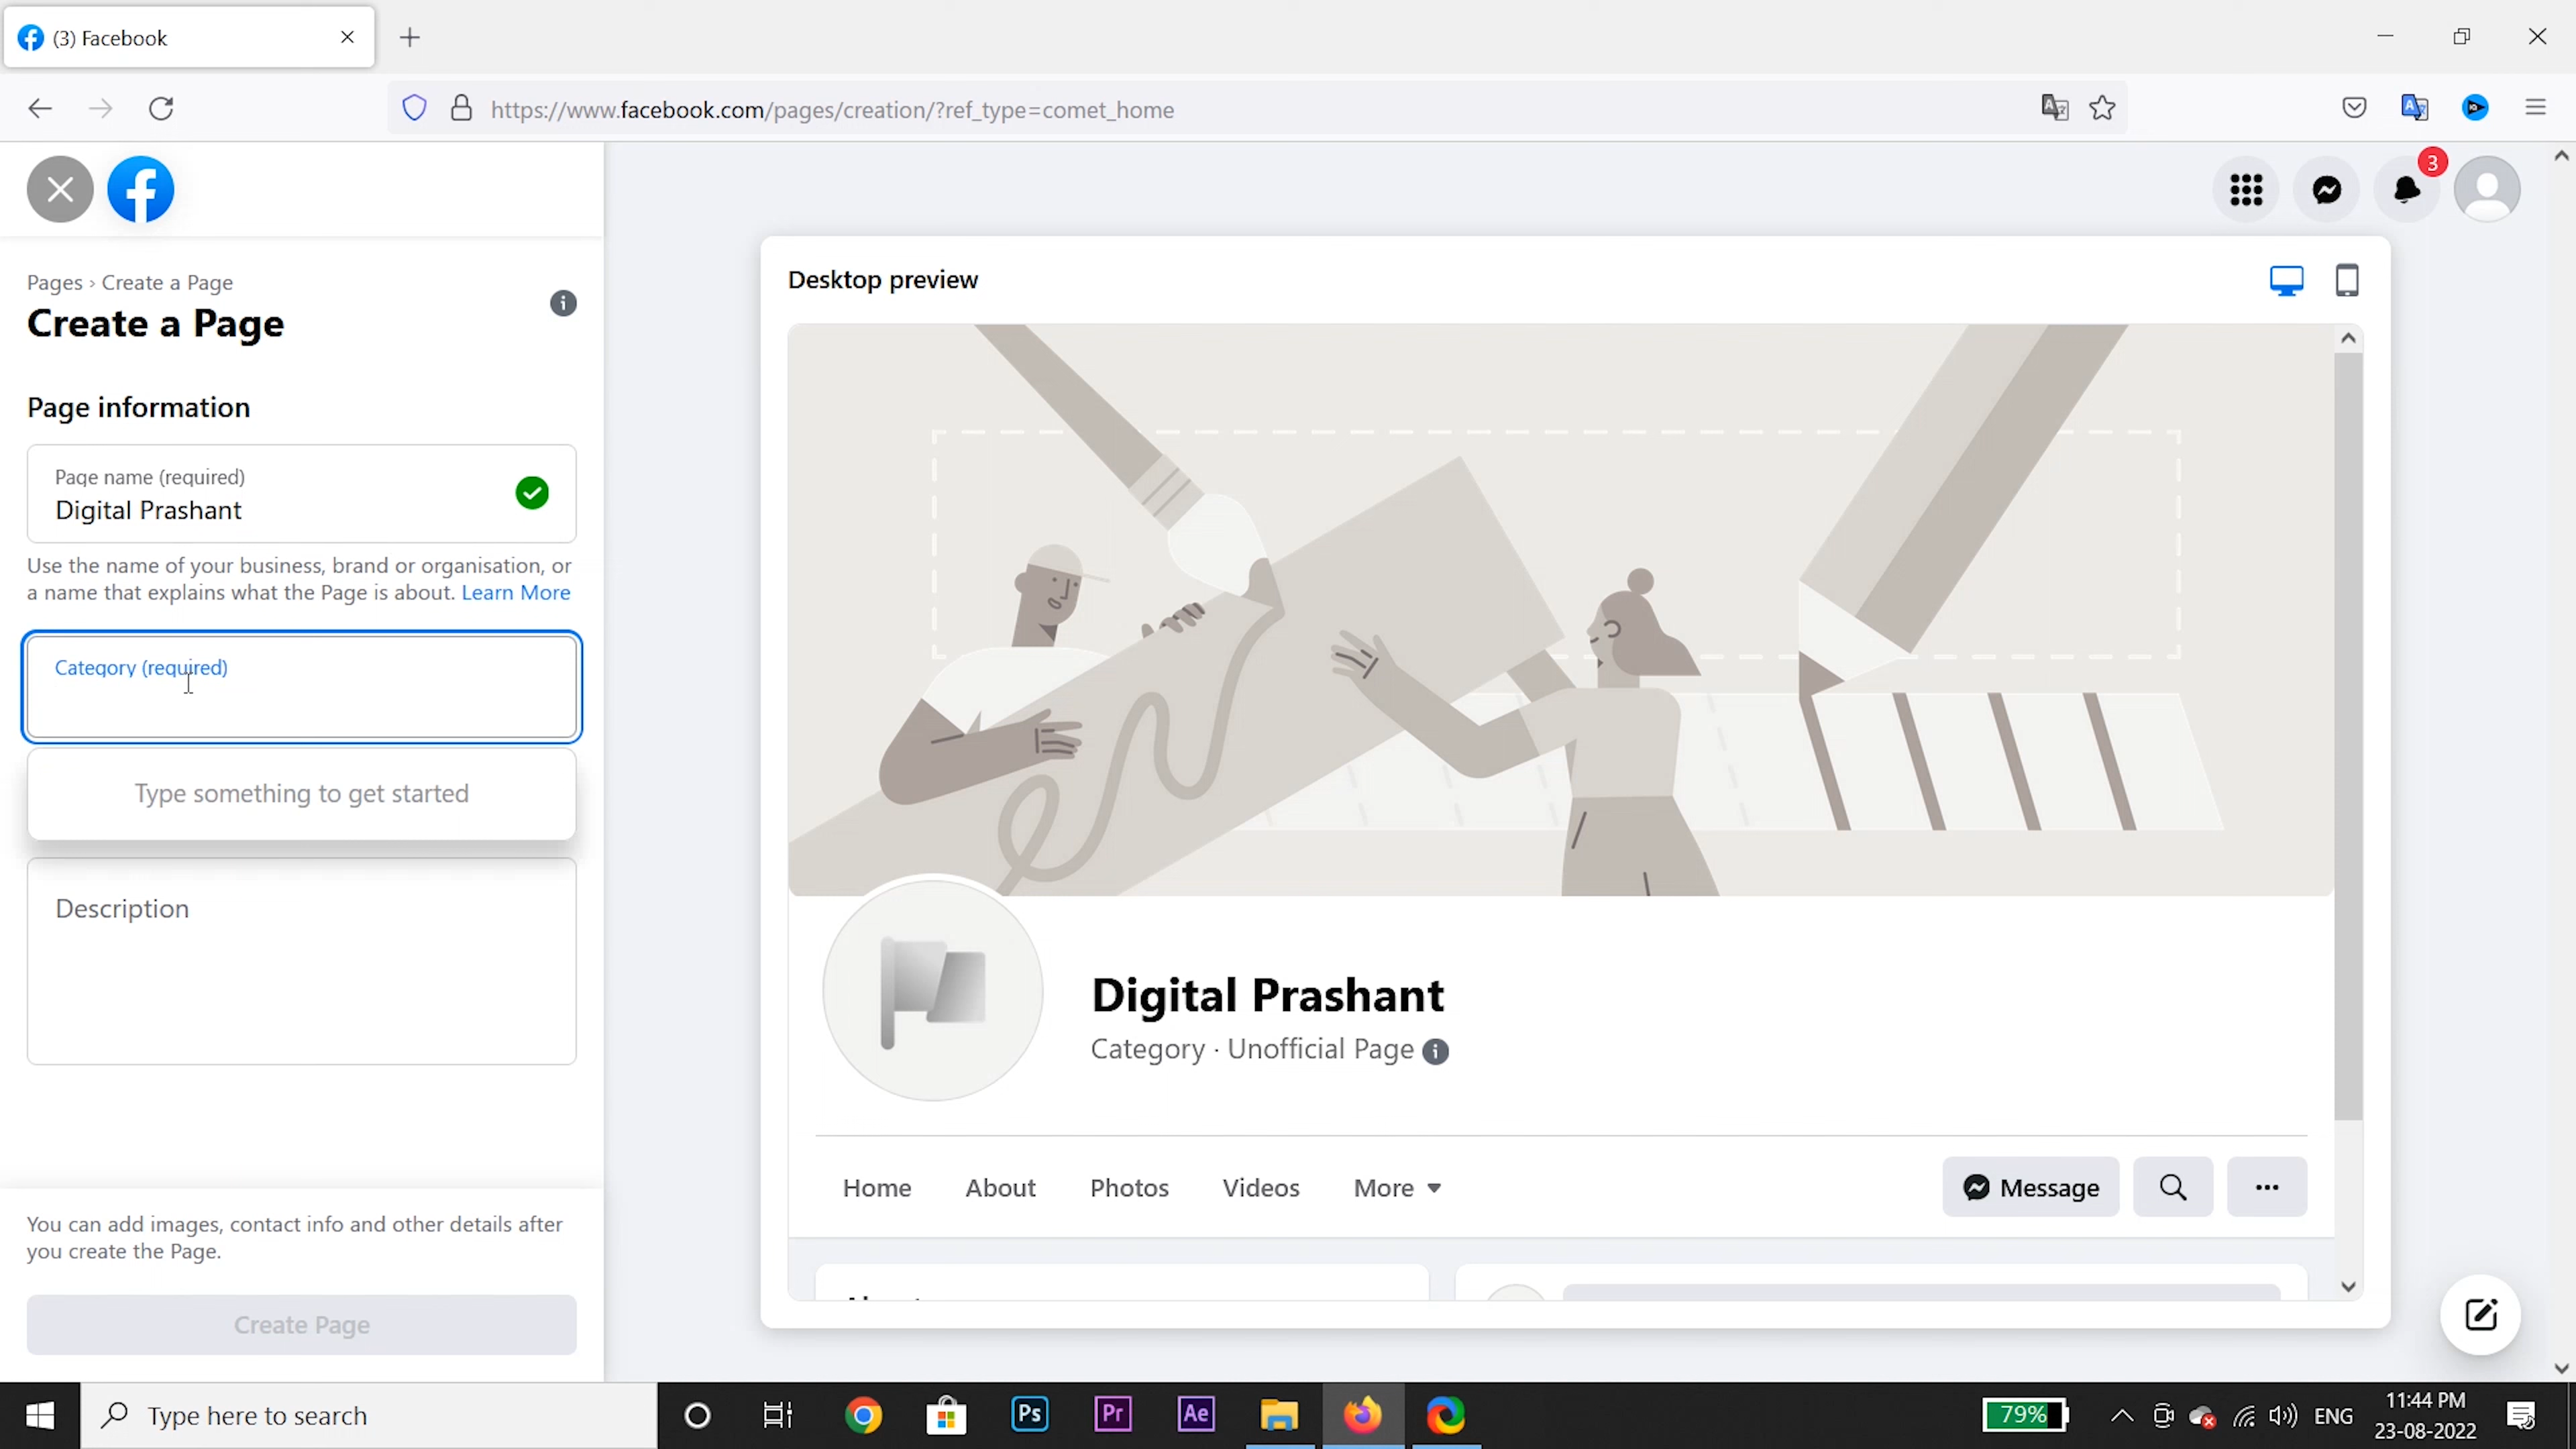 (3) Facebook
https://www.facebook.com/pages/creation/?ref_type=comet_home
3
Pages › Create a Page
Create a Page
Page information
Page name (required)
Digital Prashant
Use the name of your business, brand or organisation, or
a name that explains what the Page is about. Learn More
Category (required)
Type something to get started
Description
You can add images, contact info and other details after
you create the Page.
Create Page
Desktop preview
Digital Prashant
Category · Unofficial Page
Home
About
Photos
Videos
More
Message
Type here to search
Ps
Pr
Ae
79%
ENG
11:44 PM
23-08-2022